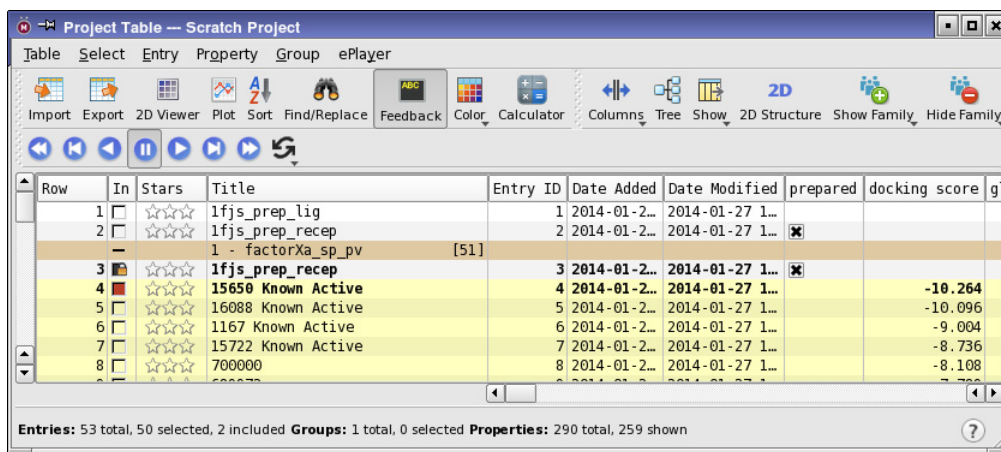 Project Table --- Scratch Project
Table Select Entry Property Group ePlayer
ABC 2D
Import Export 2D Viewer Plot Sort Find/Replace Feedback Color Calculator Columns Tree Show 2D Structure Show Family Hide Family
Row In Stars Title Entry ID Date Added Date Modified prepared docking score
1 1fjs_prep_lig 1 2014-01-2... 2014-01-27 1...
2 1fjs_prep_recep 2 2014-01-2... 2014-01-27 1...
1 - factorXa_sp_pv [51]
3 1fjs_prep_recep 3 2014-01-2... 2014-01-27 1...
4 15650 Known Active 4 2014-01-2... 2014-01-27 1... -10.264
5 16088 Known Active 5 2014-01-2... 2014-01-27 1... -10.096
6 1167 Known Active 6 2014-01-2... 2014-01-27 1... -9.004
7 15722 Known Active 7 2014-01-2... 2014-01-27 1... -8.736
8 700000 8 2014-01-2... 2014-01-27 1... -8.108
Entries: 53 total, 50 selected, 2 included Groups: 1 total, 0 selected Properties: 290 total, 259 shown